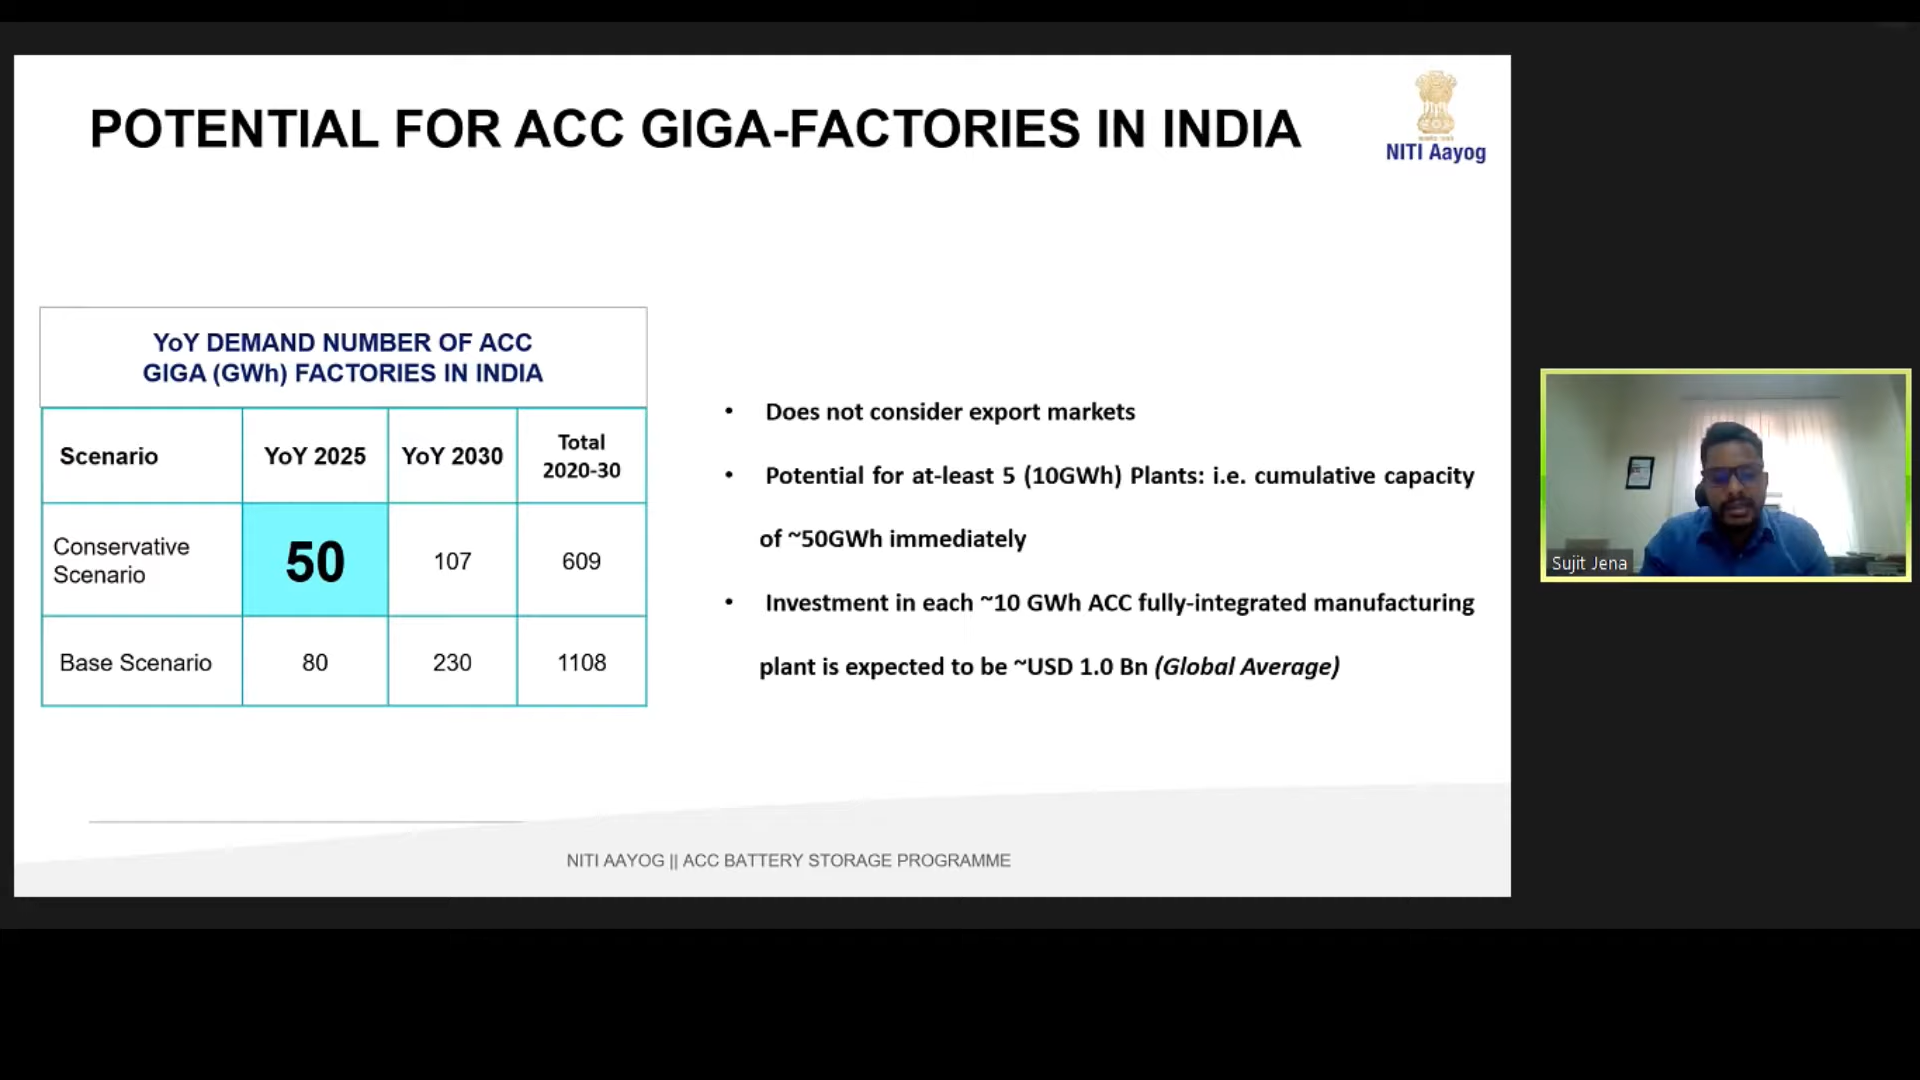 POTENTIAL FOR ACC GIGA-FACTORIES IN INDIA
NITI Aayog
YoY DEMAND NUMBER OF ACC
GIGA (GWh) FACTORIES IN INDIA
Scenario YoY 2025 YoY 2030 Total 2020-30
Conservative Scenario 50 107 609
Base Scenario 80 230 1108
• Does not consider export markets
• Potential for at-least 5 (10GWh) Plants: i.e. cumulative capacity
of ~50GWh immediately
• Investment in each ~10 GWh ACC fully-integrated manufacturing
plant is expected to be ~USD 1.0 Bn (Global Average)
NITI AAYOG || ACC BATTERY STORAGE PROGRAMME
Sujit Jena